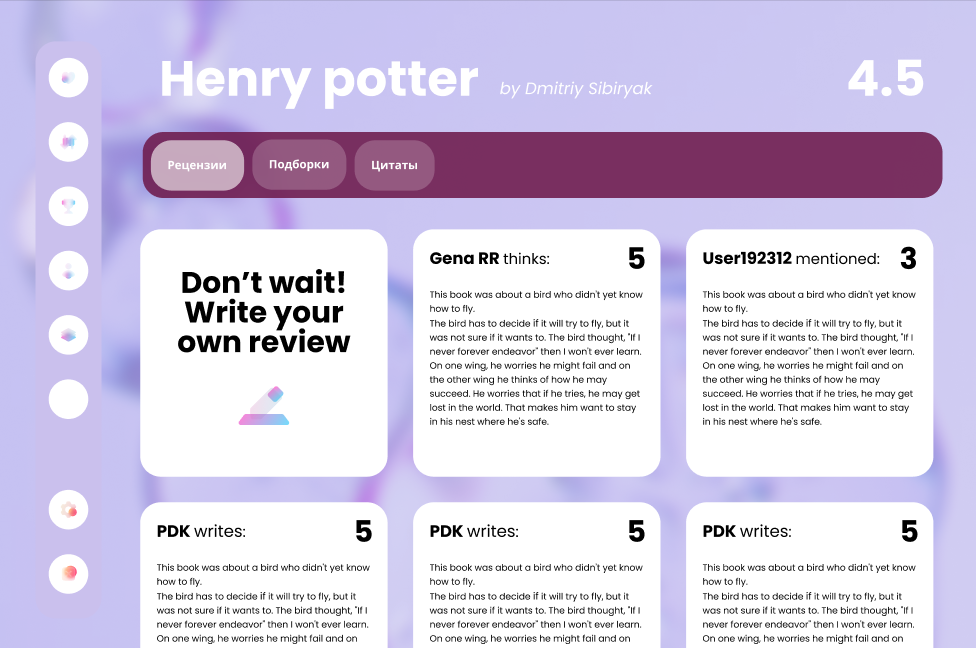 Henry potter by Dmitriy Sibiryak 4.5
Рецензии Подборки Цитаты
Don’t wait!
Write your
own review
Gena RR thinks: 5
This book was about a bird who didn't yet know
how to fly.
The bird has to decide if it will try to fly, but it
was not sure if it wants to. The bird thought, "If I
never forever endeavor" then I won't ever learn.
On one wing, he worries he might fail and on
the other wing he thinks of how he may
succeed. He worries that if he tries, he may get
lost in the world. That makes him want to stay
in his nest where he's safe.
User192312 mentioned: 3
This book was about a bird who didn't yet know
how to fly.
The bird has to decide if it will try to fly, but it
was not sure if it wants to. The bird thought, "If I
never forever endeavor" then I won't ever learn.
On one wing, he worries he might fail and on
the other wing he thinks of how he may
succeed. He worries that if he tries, he may get
lost in the world. That makes him want to stay
in his nest where he's safe.
PDK writes: 5
This book was about a bird who didn't yet know
how to fly.
The bird has to decide if it will try to fly, but it
was not sure if it wants to. The bird thought, "If I
never forever endeavor" then I won't ever learn.
On one wing, he worries he might fail and on
PDK writes: 5
This book was about a bird who didn't yet know
how to fly.
The bird has to decide if it will try to fly, but it
was not sure if it wants to. The bird thought, "If I
never forever endeavor" then I won't ever learn.
On one wing, he worries he might fail and on
PDK writes: 5
This book was about a bird who didn't yet know
how to fly.
The bird has to decide if it will try to fly, but it
was not sure if it wants to. The bird thought, "If I
never forever endeavor" then I won't ever learn.
On one wing, he worries he might fail and on